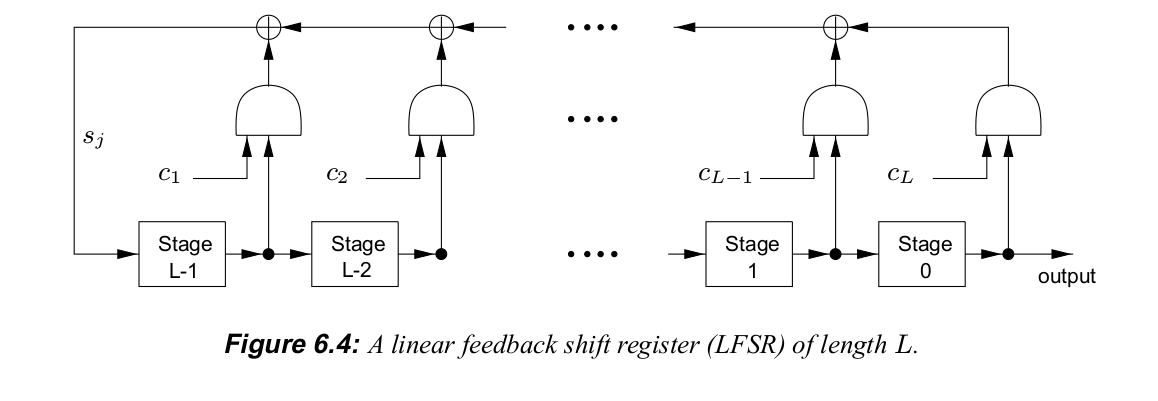 s_j
c_1
c_2
c_{L-1}
c_L
Stage
L-1
Stage
L-2
Stage
1
Stage
0
output
Figure 6.4: A linear feedback shift register (LFSR) of length L.